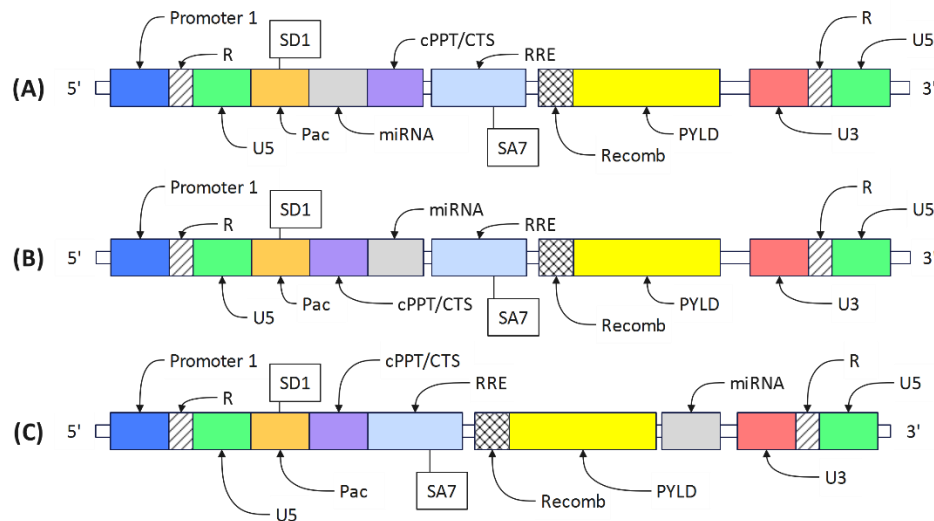 Promoter 1
R
SD1
cPPT/CTS
RRE
R
U5
(A)
5'
3'
U5
Pac
miRNA
SA7
Recomb
PYLD
U3
Promoter 1
R
SD1
miRNA
RRE
R
U5
(B)
5'
3'
U5
Pac
cPPT/CTS
SA7
Recomb
PYLD
U3
Promoter 1
R
SD1
cPPT/CTS
RRE
miRNA
R
U5
(C)
5'
3'
U5
Pac
SA7
Recomb
PYLD
U3